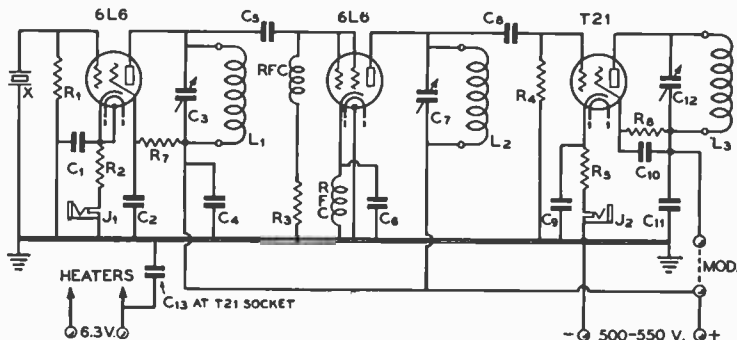 6L6
C5
6L6
C8
T21
X
R1
C1
R2
J1
C2
R7
C3
L1
C4
RFC
R3
RFC
C6
C7
L2
R4
C9
R5
J2
R8
C10
C11
C12
L3
MOD.
HEATERS
6.3V.
C13 AT T21 SOCKET
- 500-550 V. +